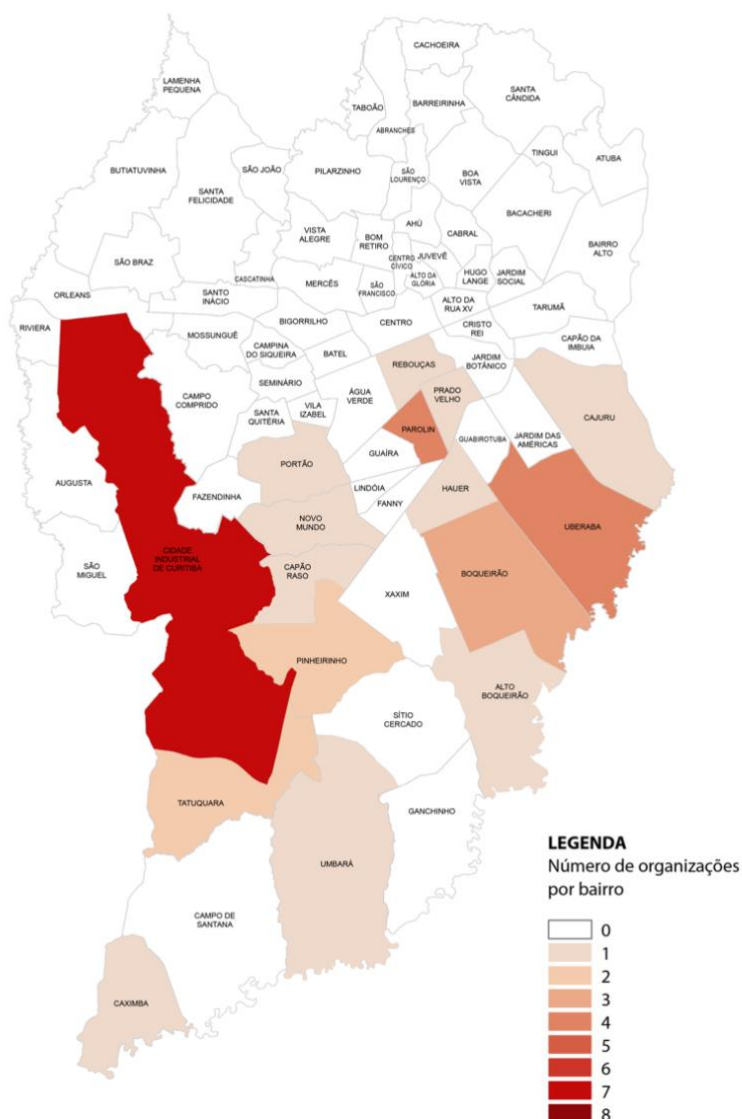 CACHOEIRA
LAMENHA
PEQUENA
SANTA
CÂNDIDA
TABOÃO
BARREIRINHA
ABRANCHES
TINGUI
ATUBA
BUTIATUVINHA
SANTA
FELICIDADE
SÃO JOÃO
PILARZINHO
SÃO
LOURENÇO
BOA
VISTA
BACACHERI
VISTA
ALEGRE
BOM
RETIRO
AHÚ
CABRAL
BAIRRO
ALTO
SÃO BRAZ
CENTRO
CÍVICO
JUVEVÊ
ALTO DA
GLÓRIA
HUGO
LANGE
JARDIM
SOCIAL
CASCATINHA
MERCÊS
SÃO
FRANCISCO
ORLEANS
SANTO
INÁCIO
ALTO DA
RUA XV
TARUMÃ
RIVIERA
MOSSUNGUÊ
BIGORRILHO
CENTRO
CRISTO
REI
CAPÃO DA
IMBUIA
CAMPINA
DO SIQUEIRA
BATEL
REBOUÇAS
JARDIM
BOTÂNICO
CAMPO
COMPRIDO
SEMINÁRIO
ÁGUA
VERDE
PRADO
VELHO
CAJURU
SANTA
QUITÉRIA
VILA
IZABEL
PAROLIN
GUABIROTUBA
JARDIM DAS
AMÉRICAS
GUAÍRA
PORTÃO
AUGUSTA
FAZENDINHA
LINDÓIA
FANNY
HAUER
NOVO
MUNDO
UBERABA
CIDADE
INDUSTRIAL
DE CURITIBA
SÃO
MIGUEL
CAPÃO
RASO
BOQUEIRÃO
XAXIM
PINHEIRINHO
ALTO
BOQUEIRÃO
SÍTIO
CERCADO
TATUQUARA
GANCHINHO
UMBARÁ
CAMPO DE
SANTANA
CAXIMBA
LEGENDA
Número de organizações
por bairro
0
1
2
3
4
5
6
7
8